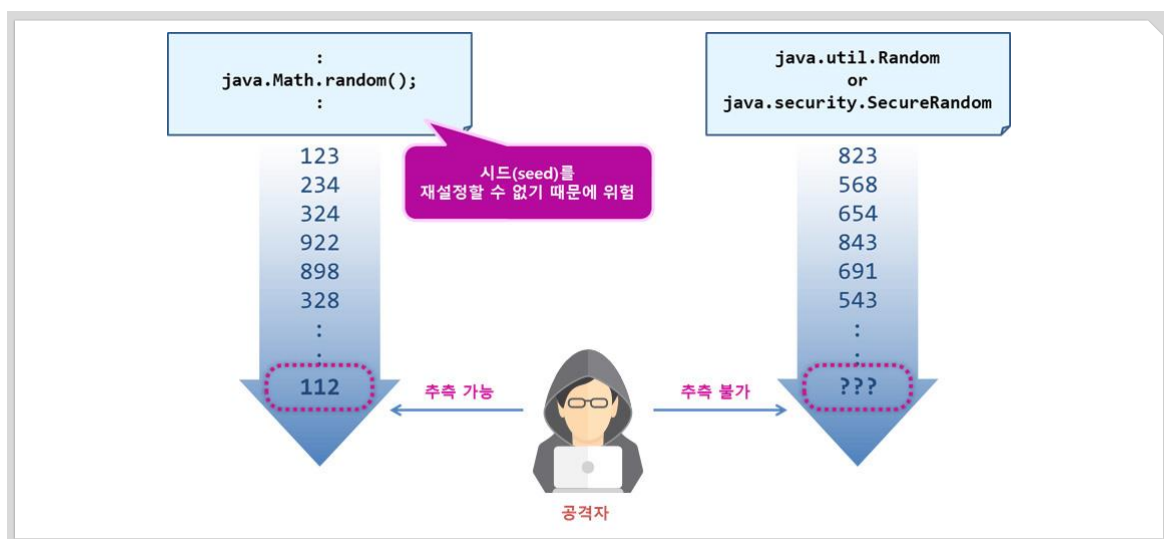 :
java.Math.random();
:
123
234
324
922
898
328
:
:
112
시드(seed)를
재설정할 수 없기 때문에 위험
java.util.Random
or
java.security.SecureRandom
823
568
654
843
691
543
:
:
???
추측 가능
추측 불가
공격자